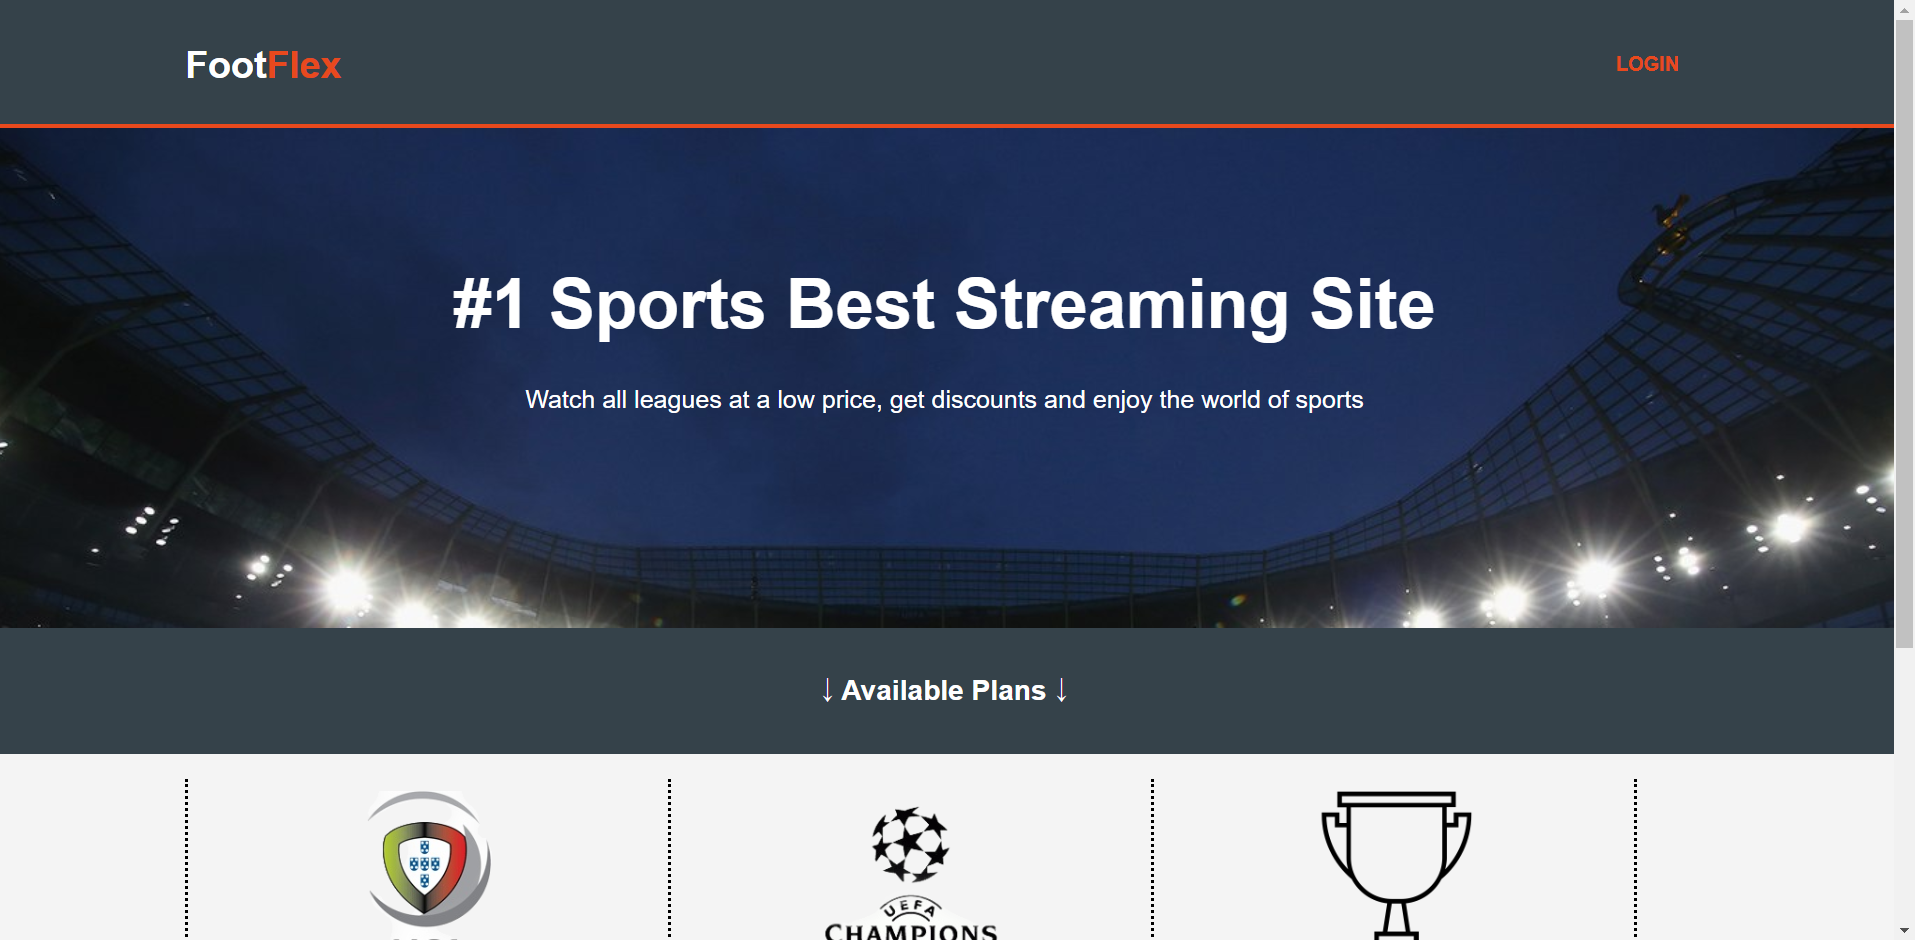 FootFlex
LOGIN
#1 Sports Best Streaming Site
Watch all leagues at a low price, get discounts and enjoy the world of sports
↓ Available Plans ↓
UEFA
CHAMPIONS